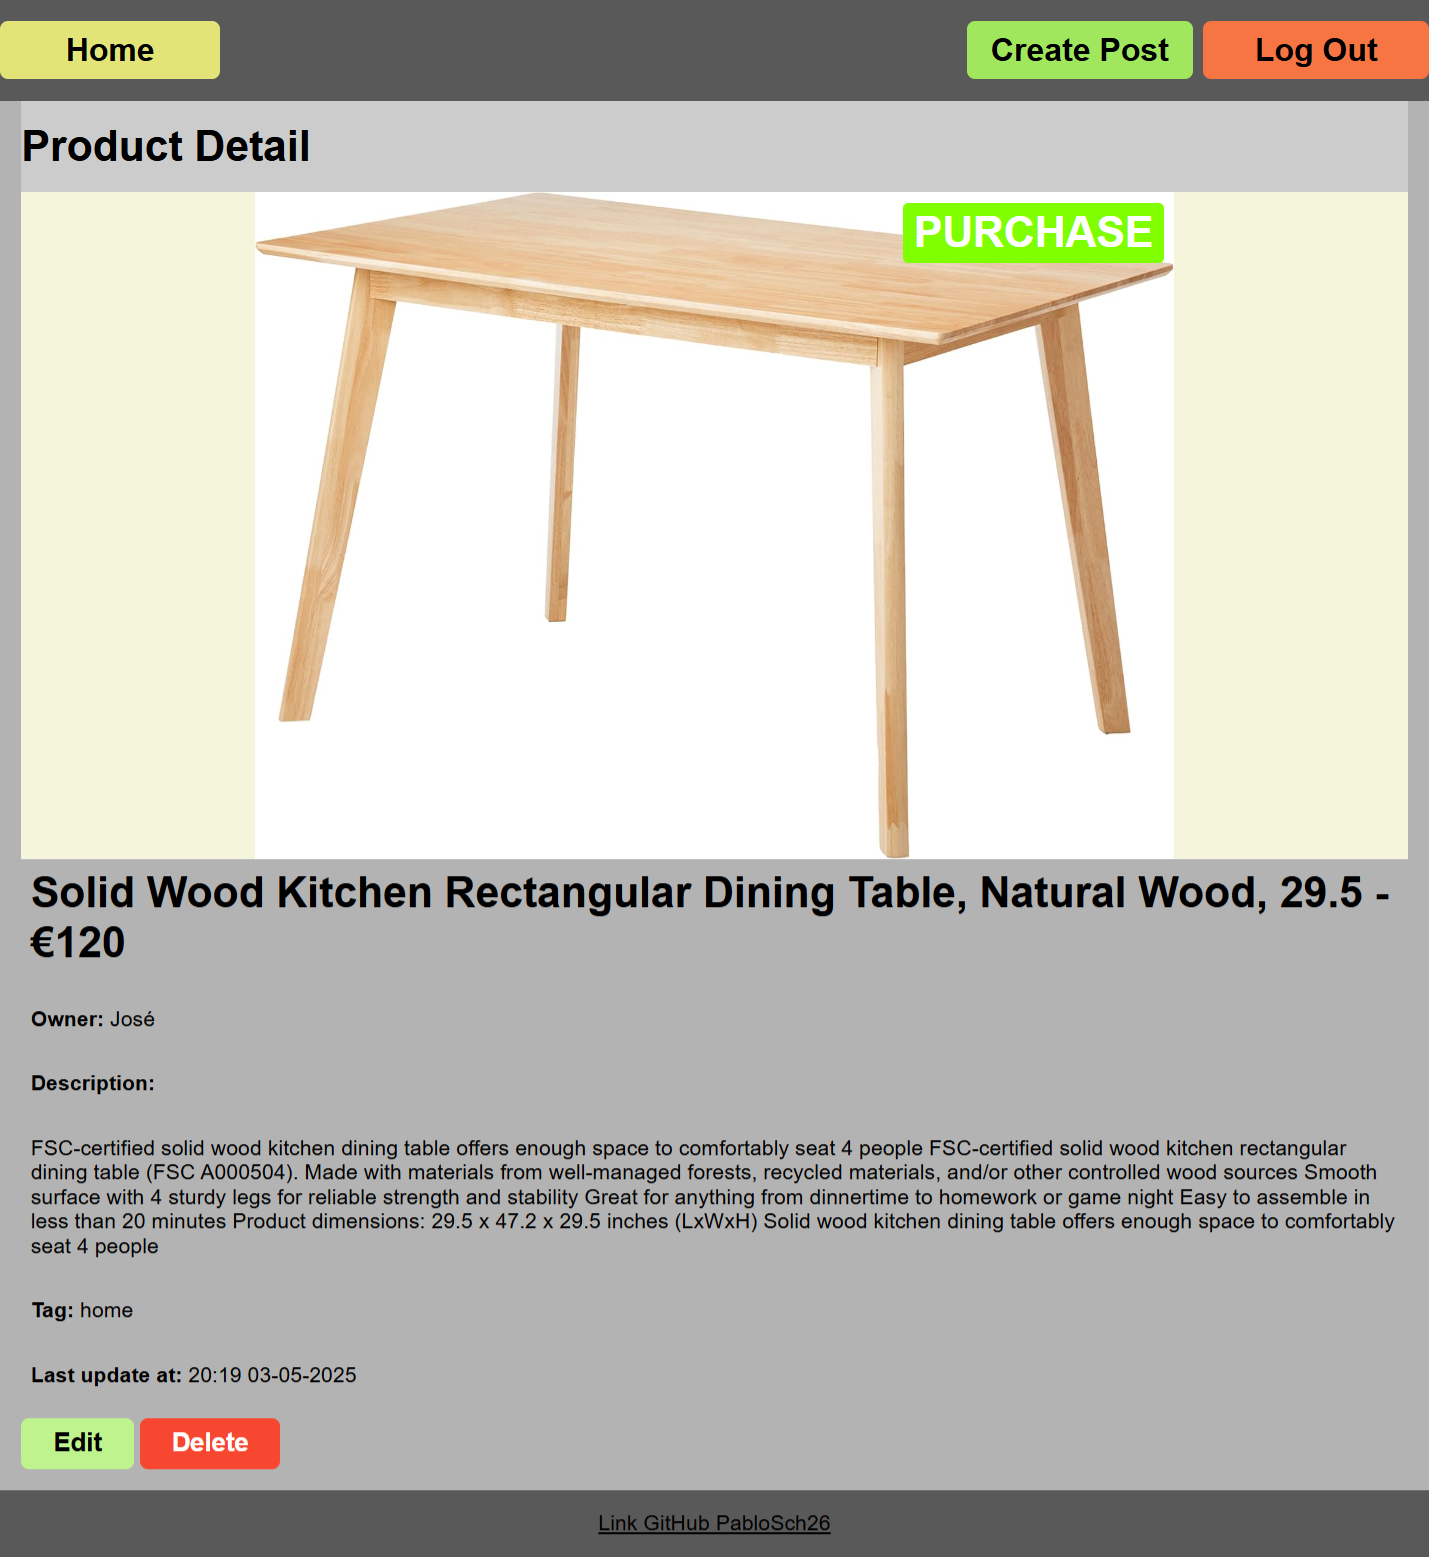 Home
Create Post
Log Out
Product Detail
PURCHASE
Solid Wood Kitchen Rectangular Dining Table, Natural Wood, 29.5 -
€120
Owner: José
Description:
FSC-certified solid wood kitchen dining table offers enough space to comfortably seat 4 people FSC-certified solid wood kitchen rectangular
dining table (FSC A000504). Made with materials from well-managed forests, recycled materials, and/or other controlled wood sources Smooth
surface with 4 sturdy legs for reliable strength and stability Great for anything from dinnertime to homework or game night Easy to assemble in
less than 20 minutes Product dimensions: 29.5 x 47.2 x 29.5 inches (LxWxH) Solid wood kitchen dining table offers enough space to comfortably
seat 4 people
Tag: home
Last update at: 20:19 03-05-2025
Edit
Delete
Link GitHub PabloSch26